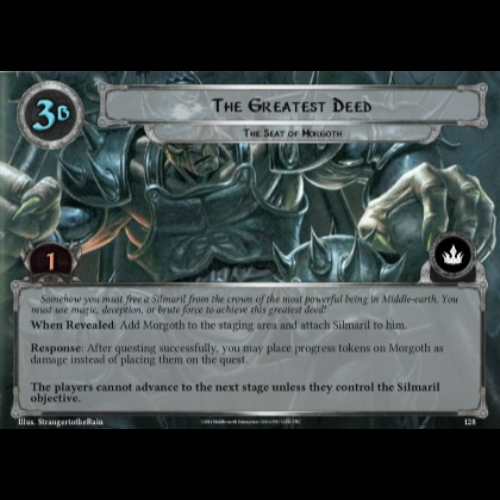 3B
THE GREATEST DEED
THE SEAT OF MORGOTH
1
Somehow you must free a Silmaril from the crown of the most powerful being in Middle-earth. You
must use magic, deception, or brute force to achieve this greatest deed!
When Revealed: Add Morgoth to the staging area and attach Silmaril to him.
Response: After questing successfully, you may place progress tokens on Morgoth as
damage instead of placing them on the quest.
The players cannot advance to the next stage unless they control the Silmaril
objective.
Illus. StrangertotheRain
128